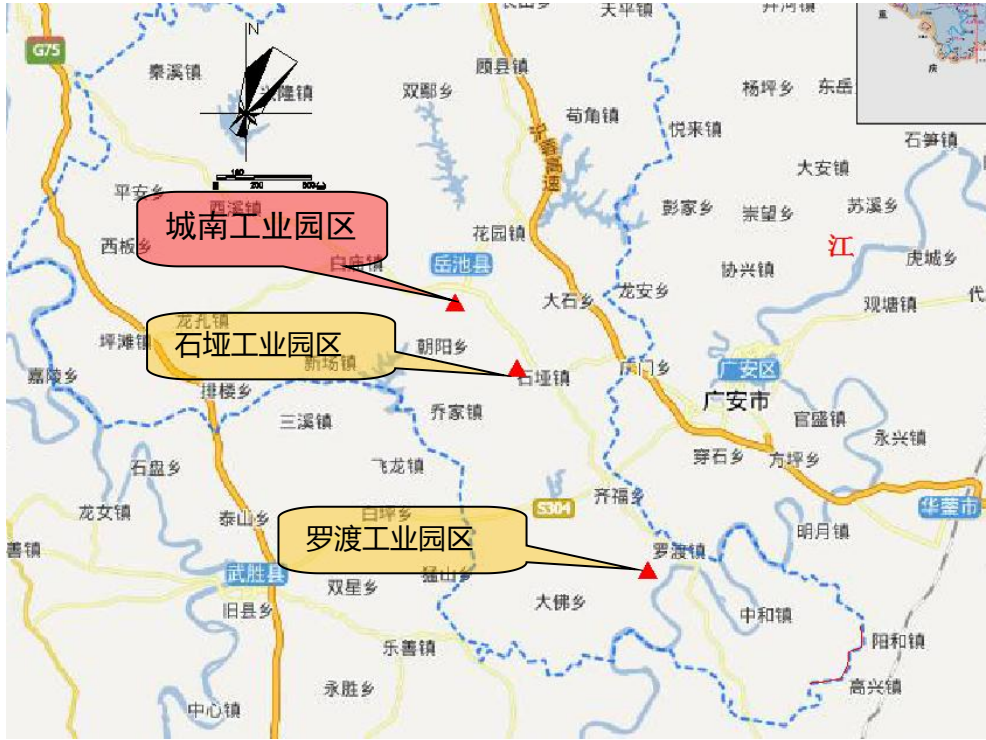 天平镇
G75
N
秦溪镇
兴隆镇
顾县镇
双鄢乡
苟角镇
悦来镇
杨坪乡
东岳
石笋镇
大安镇
平安乡
西溪镇
城南工业园区
西板乡
白庙镇
岳池县
花园镇
彭家乡
崇望乡
苏溪乡
江
协兴镇
虎城乡
龙孔镇
大石乡
龙安乡
观塘镇
代
坪滩镇
石垭工业园区
朝阳乡
新场镇
嘉陵乡
排楼乡
石垭镇
广门乡
广安区
广安市
三溪镇
乔家镇
官盛镇
永兴镇
石盘乡
飞龙镇
穿石乡
方坪乡
龙女镇
泰山乡
白坪乡
S304
齐福乡
华蓥市
善镇
罗渡工业园区
罗渡镇
明月镇
武胜县
双星乡
猛山乡
旧县乡
大佛乡
中和镇
乐善镇
阳和镇
永胜乡
高兴镇
中心镇